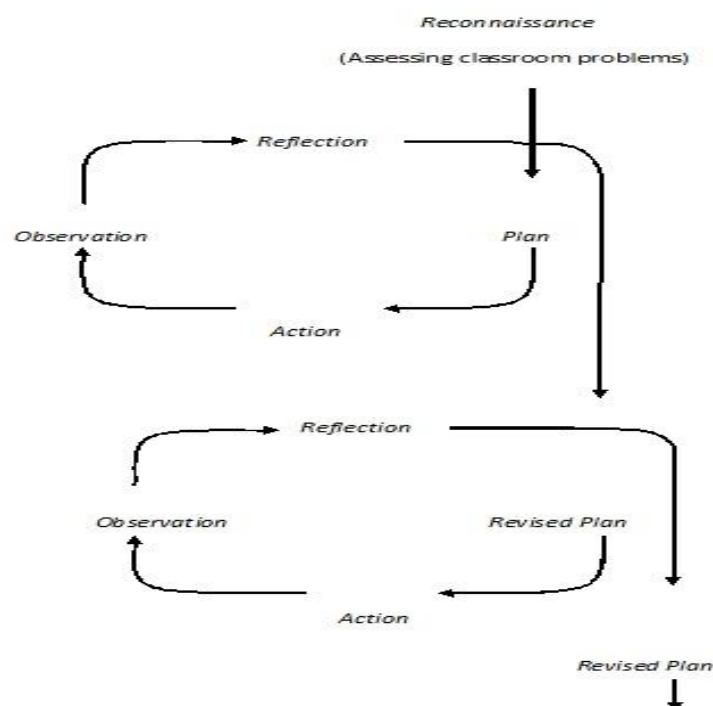 Reconnaissance
(Assessing classroom problems)
Reflection
Observation
Plan
Action
Reflection
Observation
Revised Plan
Action
Revised Plan